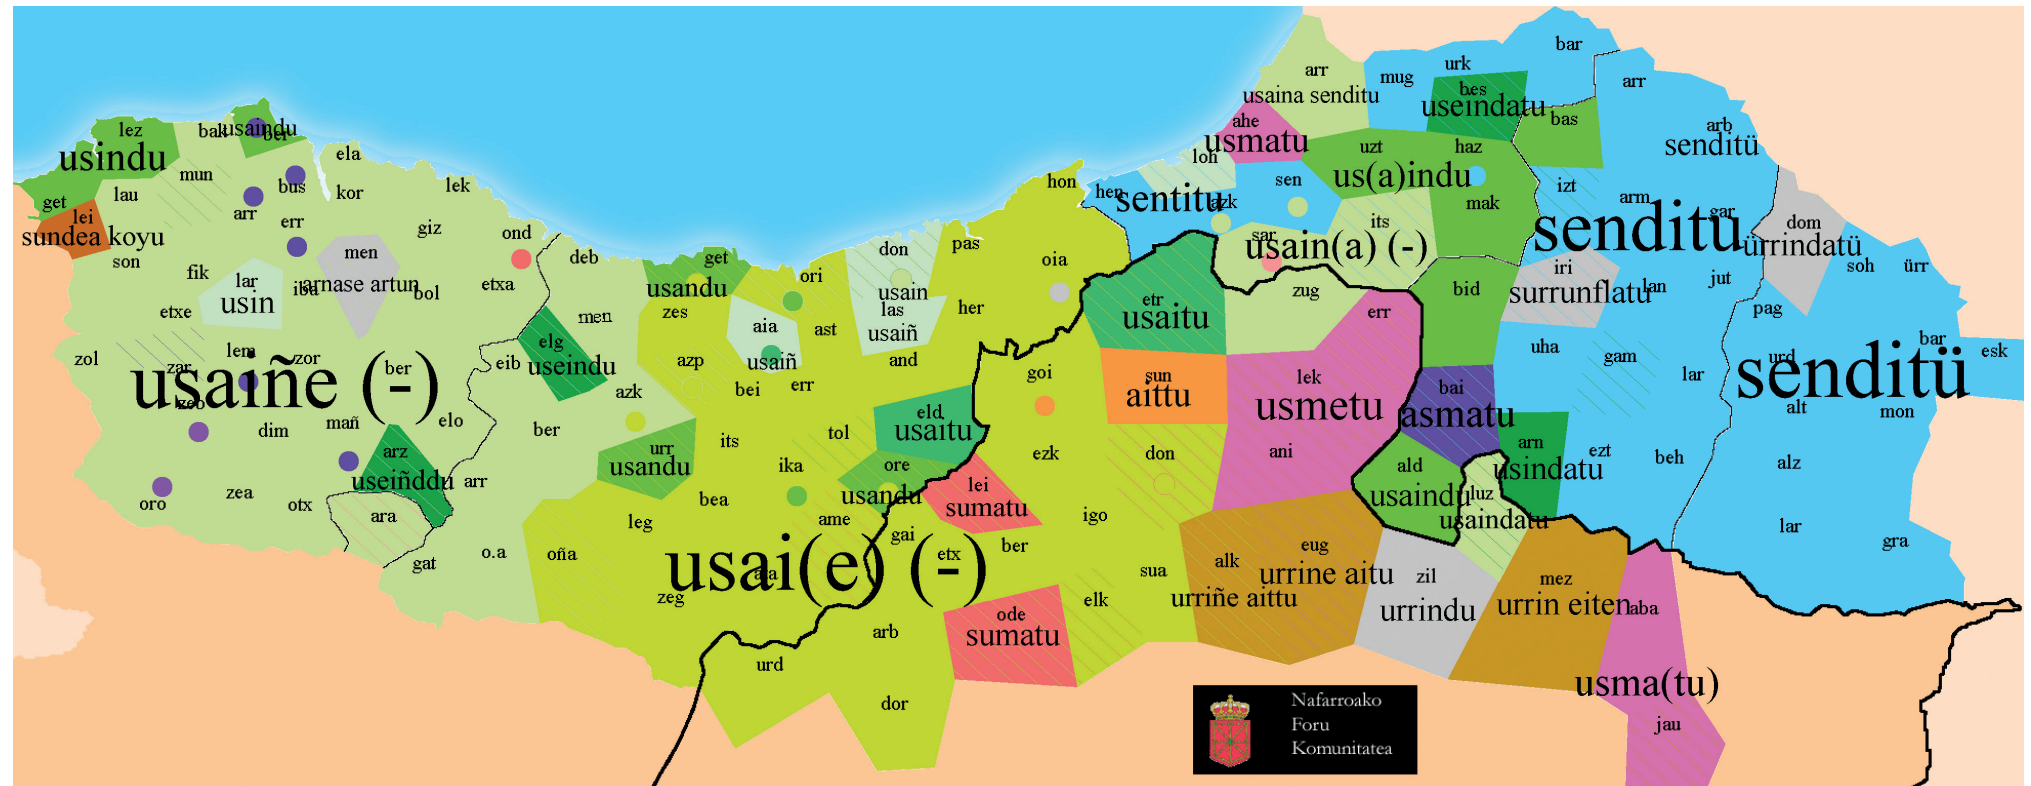 bar
urk
arr
mug
arr
usaina senditu
bes
useindatu
bas
ahe
usmatu
arb
senditü
lez
usindu
bak
usaindu
ber
ela
uzt
haz
us(a)indu
loh
mun
bus
kor
lek
hon
hen
sentitu
sen
azk
izt
arm
gar
senditu
mak
get
lau
lei
sundea koyu
arr
err
giz
ond
its
sar
usain(a) (-)
dom
ürrindatü
son
fik
men
arnase artun
iba
bol
etxa
deb
get
usandu
ori
don
usain
pas
oia
iri
surrunflatu
lan
jut
soh
ürr
lar
usin
etxe
men
zes
aia
usaiñ
ast
las
usaiñ
her
etr
usaitu
zug
err
bid
pag
zol
zar
lem
zor
ber
usaiñe (-)
zeb
elg
useindu
eib
azp
bei
err
and
goi
sun
aittu
lek
usmetu
bai
asmatu
uha
gam
lar
urd
senditü
bar
esk
alt
mon
dim
mañ
elo
azk
ber
its
tol
eld
usaitu
arz
useiñddu
arr
urr
usandu
ika
ore
usandu
ezk
don
ani
ald
usaindu
arn
usindatu
ezt
beh
alz
oro
zea
otx
ara
bea
leg
ame
lei
sumatu
igo
luz
usaindatu
lar
gra
gat
o.a
oña
gai
etx
ber
usai(e) (-)
ata
zeg
sua
elk
alk
urriñe aittu
eug
urrine aitu
zil
urrindu
mez
urrin eiten
aba
arb
ode
sumatu
urd
dor
usma(tu)
jau
Nafarroako
Foru
Komunitatea